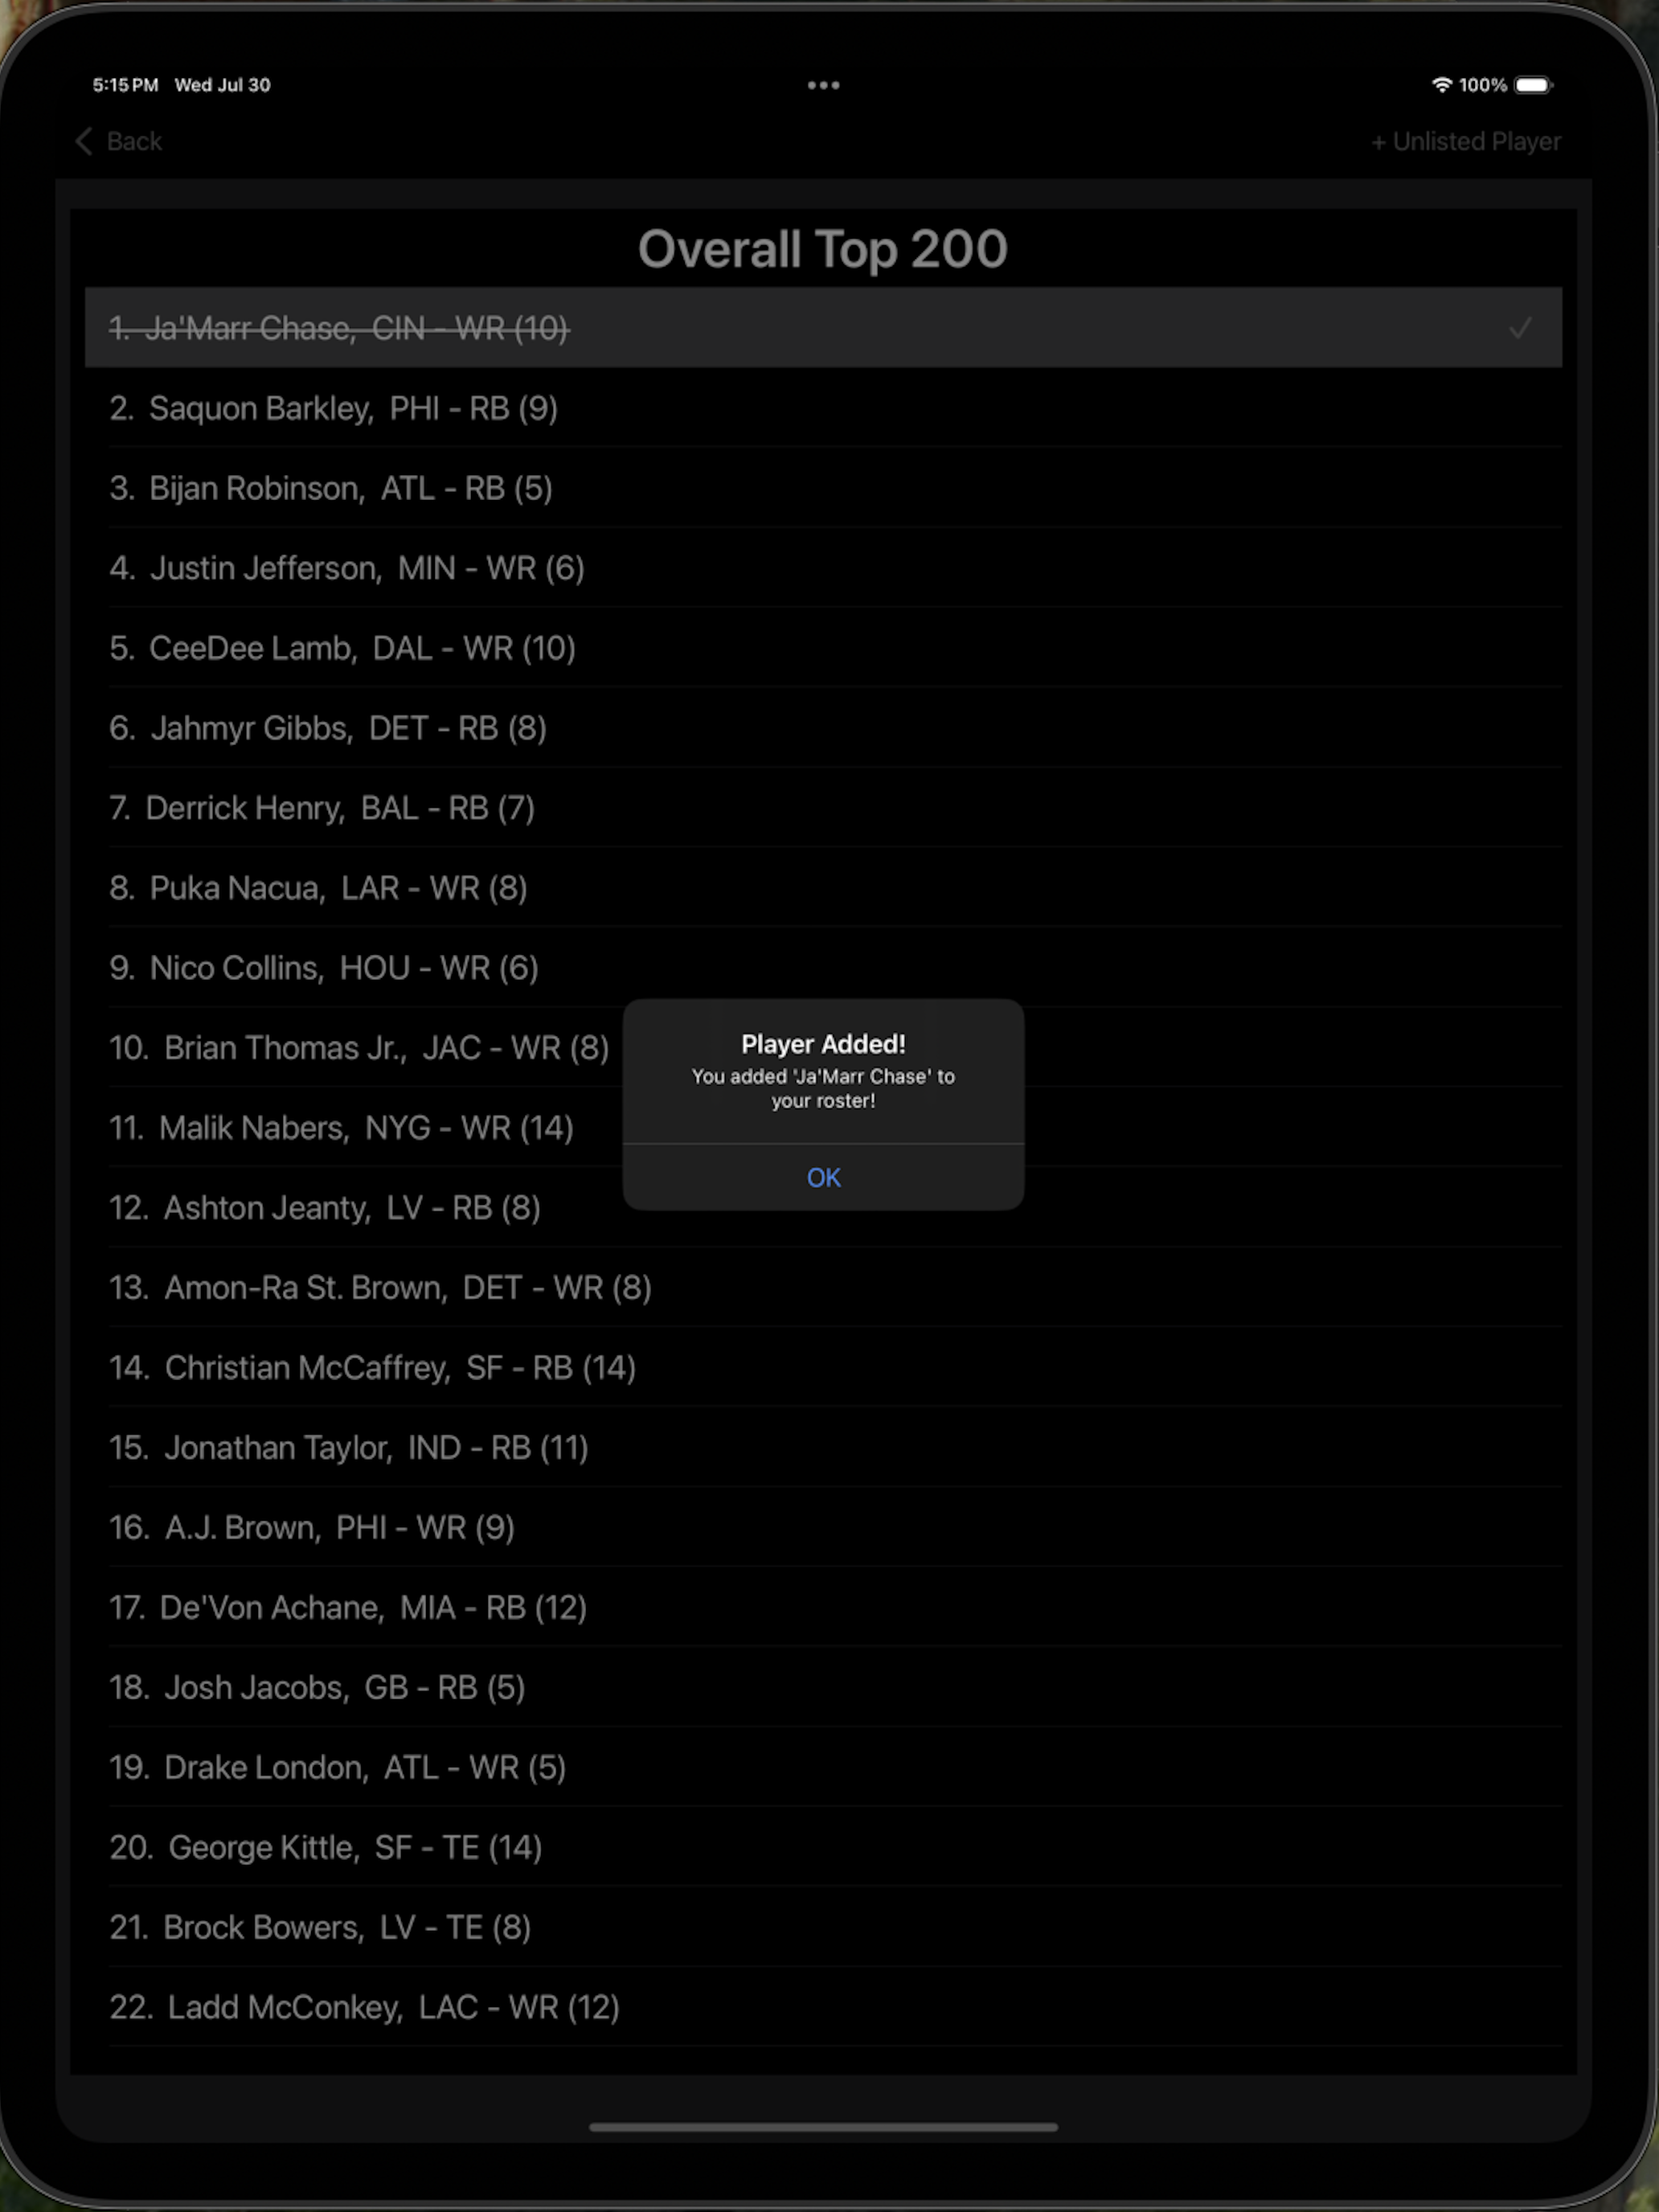 5:15 PM Wed Jul 30
100%
Back
+ Unlisted Player
Overall Top 200
1. Ja'Marr Chase, CIN - WR (10)
2. Saquon Barkley, PHI - RB (9)
3. Bijan Robinson, ATL - RB (5)
4. Justin Jefferson, MIN - WR (6)
5. CeeDee Lamb, DAL - WR (10)
6. Jahmyr Gibbs, DET - RB (8)
7. Derrick Henry, BAL - RB (7)
8. Puka Nacua, LAR - WR (8)
9. Nico Collins, HOU - WR (6)
10. Brian Thomas Jr., JAC - WR (8)
11. Malik Nabers, NYG - WR (14)
12. Ashton Jeanty, LV - RB (8)
13. Amon-Ra St. Brown, DET - WR (8)
14. Christian McCaffrey, SF - RB (14)
15. Jonathan Taylor, IND - RB (11)
16. A.J. Brown, PHI - WR (9)
17. De'Von Achane, MIA - RB (12)
18. Josh Jacobs, GB - RB (5)
19. Drake London, ATL - WR (5)
20. George Kittle, SF - TE (14)
21. Brock Bowers, LV - TE (8)
22. Ladd McConkey, LAC - WR (12)
Player Added!
You added 'Ja'Marr Chase' to
your roster!
OK